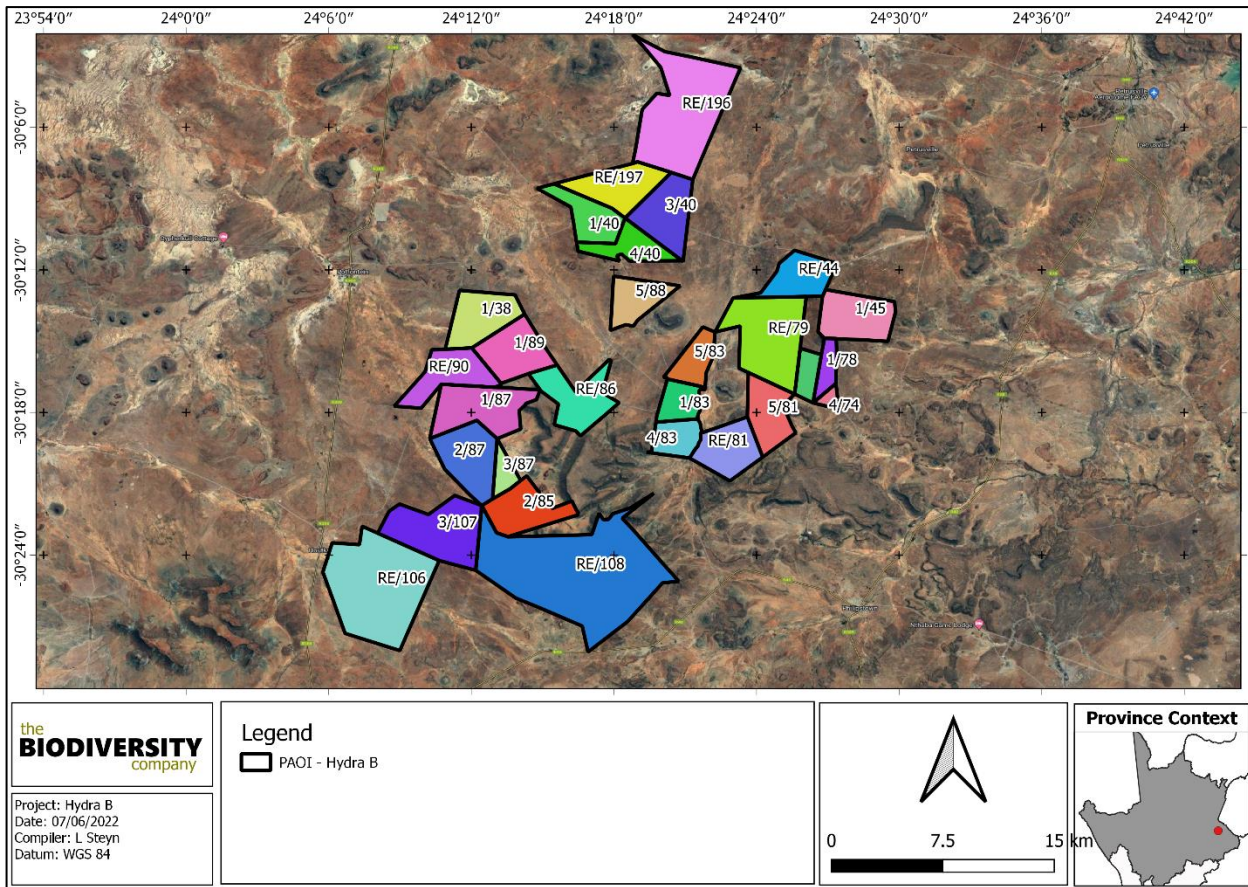 23°54′0″ 24°0′0″ 24°6′0″ 24°12′0″ 24°18′0″ 24°24′0″ 24°30′0″ 24°36′0″ 24°42′0″
-30°6′0″
-30°12′0″
-30°18′0″
-30°24′0″
RE/196
RE/197
3/40
1/40
4/40
RE/44
5/88
1/38
1/45
RE/79
1/89
5/83
1/78
RE/90
RE/86
1/87
1/83
5/81
4/74
4/83
RE/81
2/87
3/87
2/85
3/107
RE/106
RE/108
Petrusville
Philipstown
the
BIODIVERSITY
company
Project: Hydra B
Date: 07/06/2022
Compiler: L Steyn
Datum: WGS 84
Legend
PAOI - Hydra B
0 7.5 15 km
Province Context